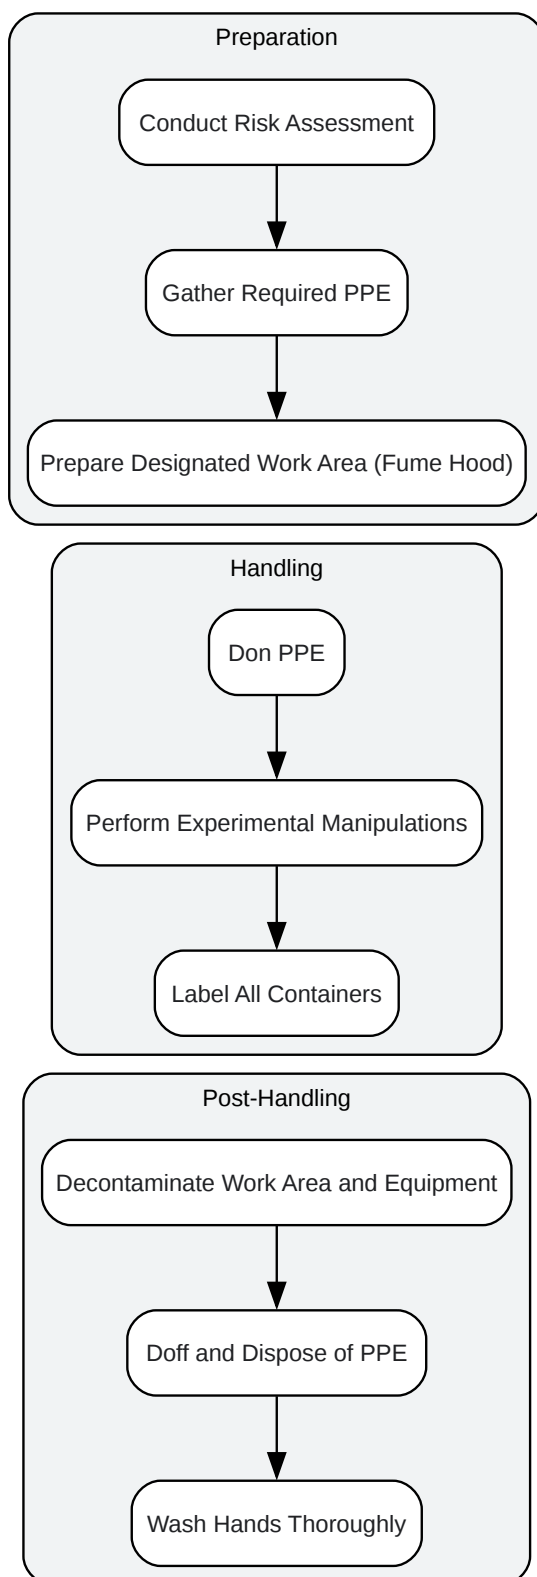 Preparation
Conduct Risk Assessment
Gather Required PPE
Prepare Designated Work Area (Fume Hood)
Handling
Don PPE
Perform Experimental Manipulations
Label All Containers
Post-Handling
Decontaminate Work Area and Equipment
Doff and Dispose of PPE
Wash Hands Thoroughly